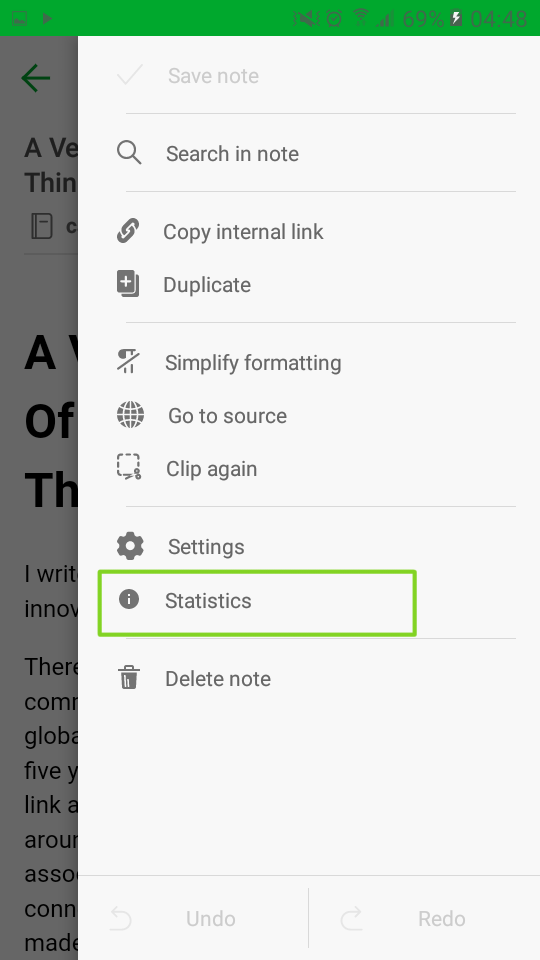 69% 04:48
Save note
Search in note
Copy internal link
Duplicate
Simplify formatting
Go to source
Clip again
Settings
Statistics
Delete note
Undo
Redo
A Ve
Thin
c
A V
Of
Th
I writ
innov
There
comm
globa
five y
link a
arour
assoc
conn
made